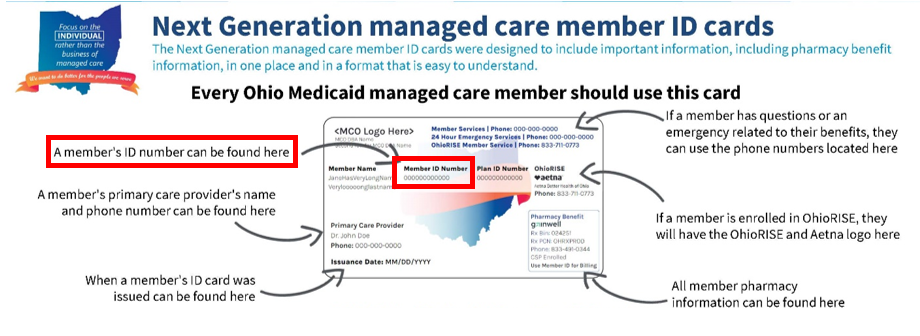 Focus on the
INDIVIDUAL
rather than the
business of
managed care
We want to do better for the people we serve
Next Generation managed care member ID cards
The Next Generation managed care member ID cards were designed to include important information, including pharmacy benefit
information, in one place and in a format that is easy to understand.
Every Ohio Medicaid managed care member should use this card
A member's ID number can be found here
A member's primary care provider's name
and phone number can be found here
When a member's ID card was
issued can be found here
<MCO Logo Here>
MCO DBA Name
Member Services | Phone: 000-000-0000
24 Hour Emergency Services | Phone: 000-000-0000
OhioRISE Member Service | Phone: 833-711-0773
Member Name
JaneHasVeryLongNam
Verylooooonglastnam
Member ID Number
000000000000
Plan ID Number
000000000000
OhioRISE
aetna
Aetna Better Health of Ohio
Phone: 833-711-0773
Primary Care Provider
Dr. John Doe
Phone: 000-000-0000
Issuance Date: MM/DD/YYYY
Pharmacy Benefit
gainwell
Rx Bin: 024251
Rx PCN: OHRXPROD
Phone: 833-491-0344
CSP Enrolled
Use Member ID for Billing
If a member has questions or an
emergency related to their benefits, they
can use the phone numbers located here
If a member is enrolled in OhioRISE, they
will have the OhioRISE and Aetna logo here
All member pharmacy
information can be found here